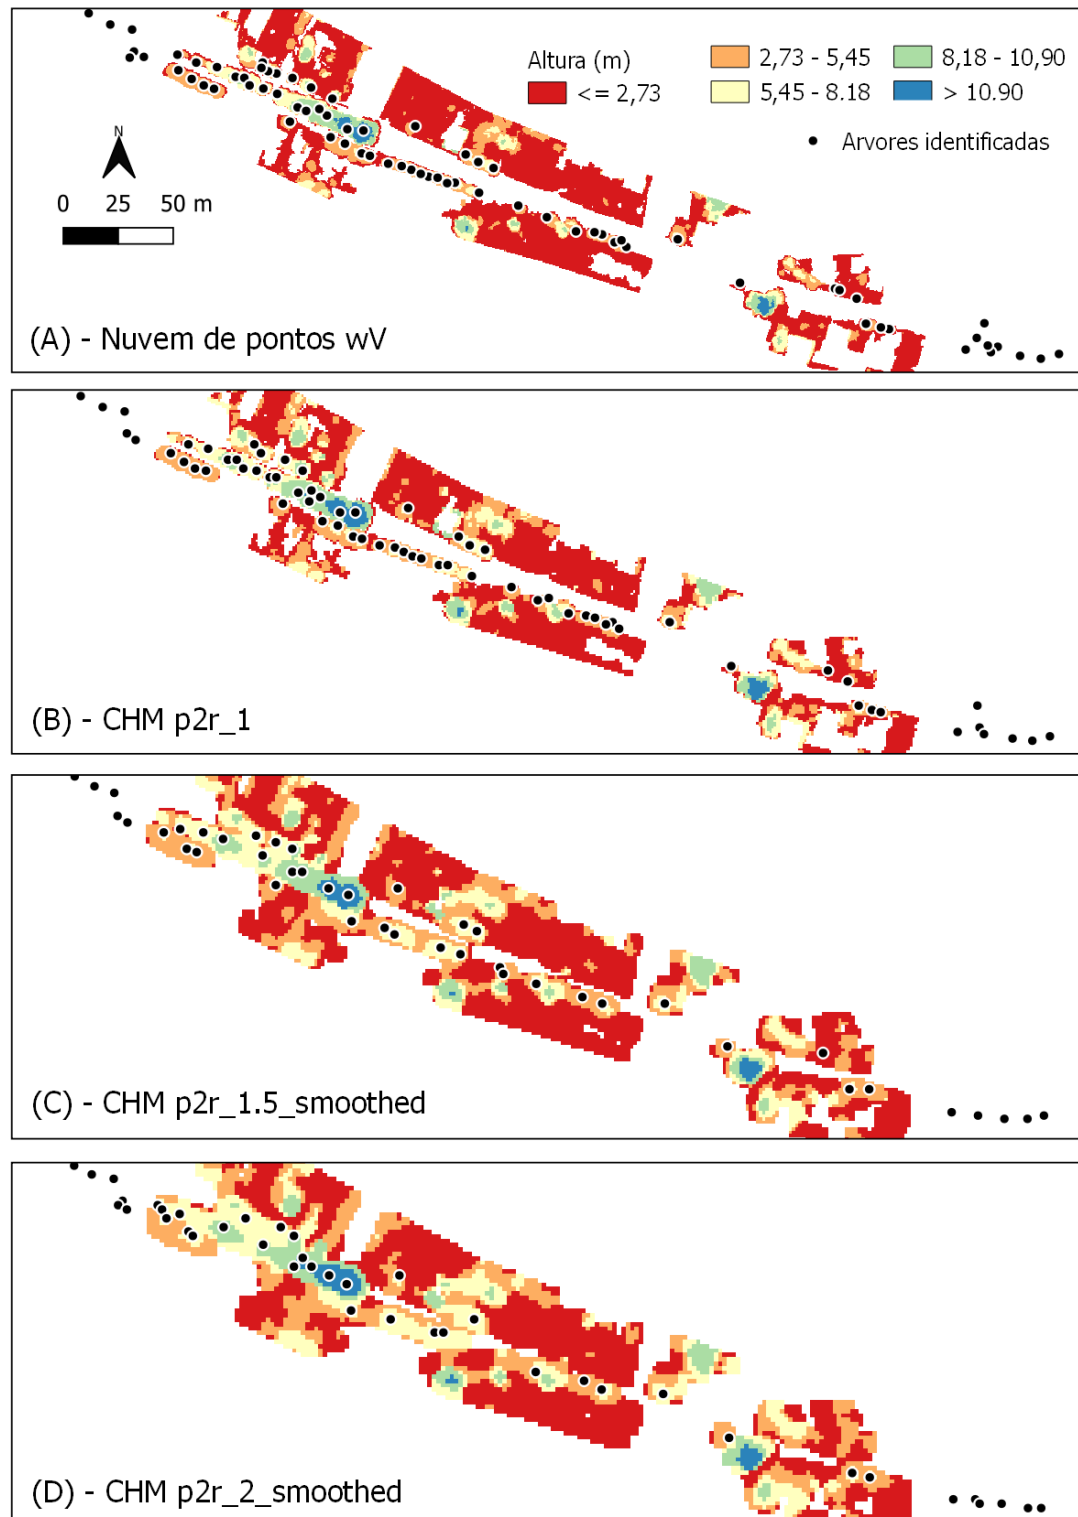 Altura (m)
<= 2,73
2,73 - 5,45
5,45 - 8.18
8,18 - 10,90
> 10.90
Arvores identificadas
N
0 25 50 m
(A) - Nuvem de pontos wV
(B) - CHM p2r_1
(C) - CHM p2r_1.5_smoothed
(D) - CHM p2r_2_smoothed